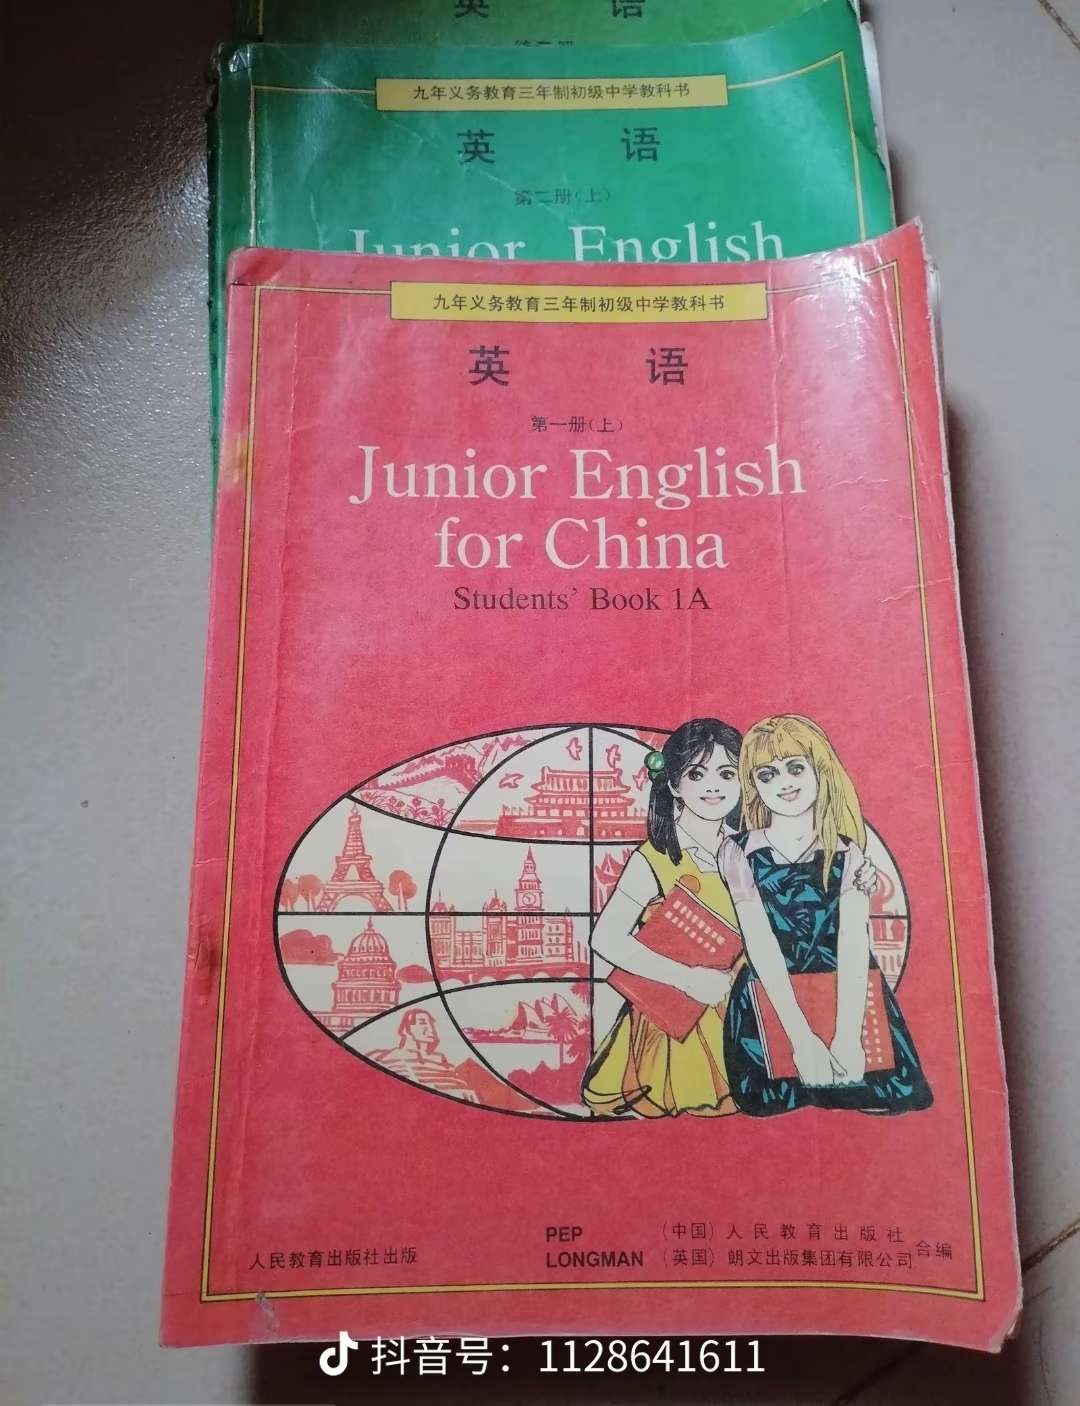 英 语
九年义务教育三年制初级中学教科书
英 语
第二册（上）
Junior English
九年义务教育三年制初级中学教科书
英 语
第一册（上）
Junior English
for China
Students' Book 1A
人民教育出版社出版
PEP （中国）人民教育出版社
LONGMAN （英国）朗文出版集团有限公司 合编
抖音号：1128641611